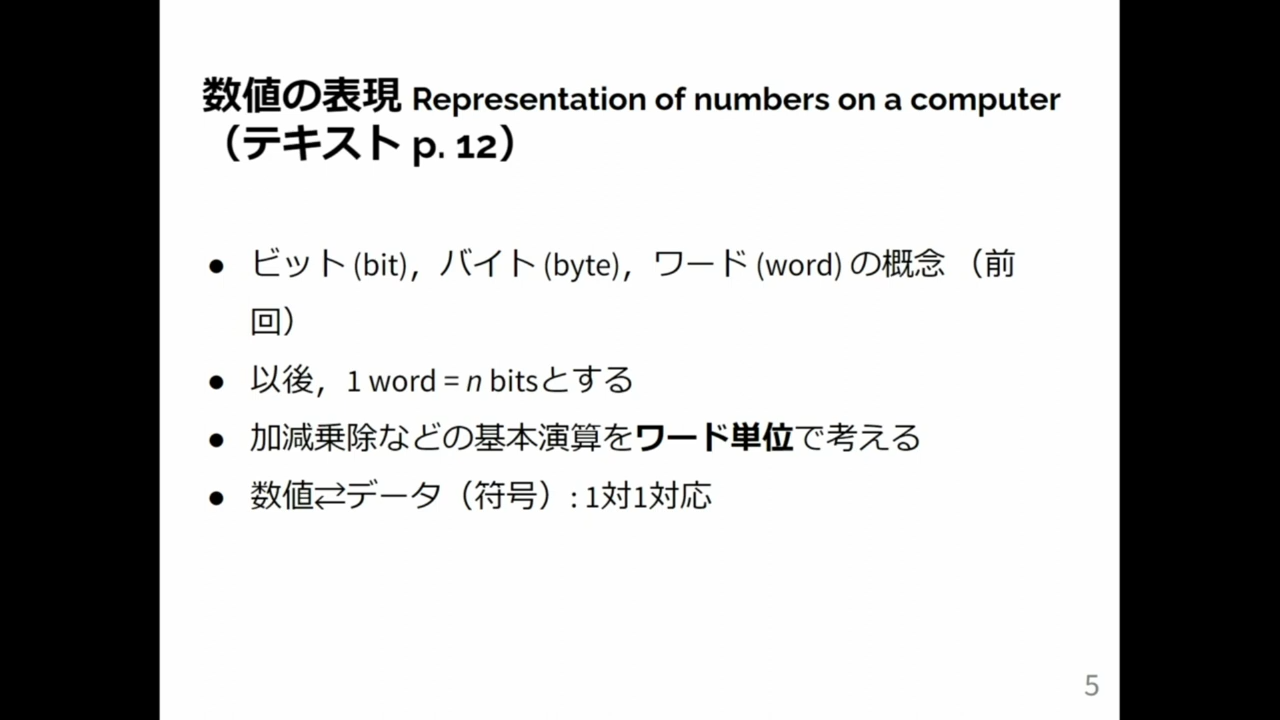 数値の表現 Representation of numbers on a computer
（テキスト p. 12）
● ビット (bit)，バイト (byte)，ワード (word) の概念 （前
回）
● 以後，1 word = n bitsとする
● 加減乗除などの基本演算をワード単位で考える
● 数値⇄データ（符号）: 1対1対応
5